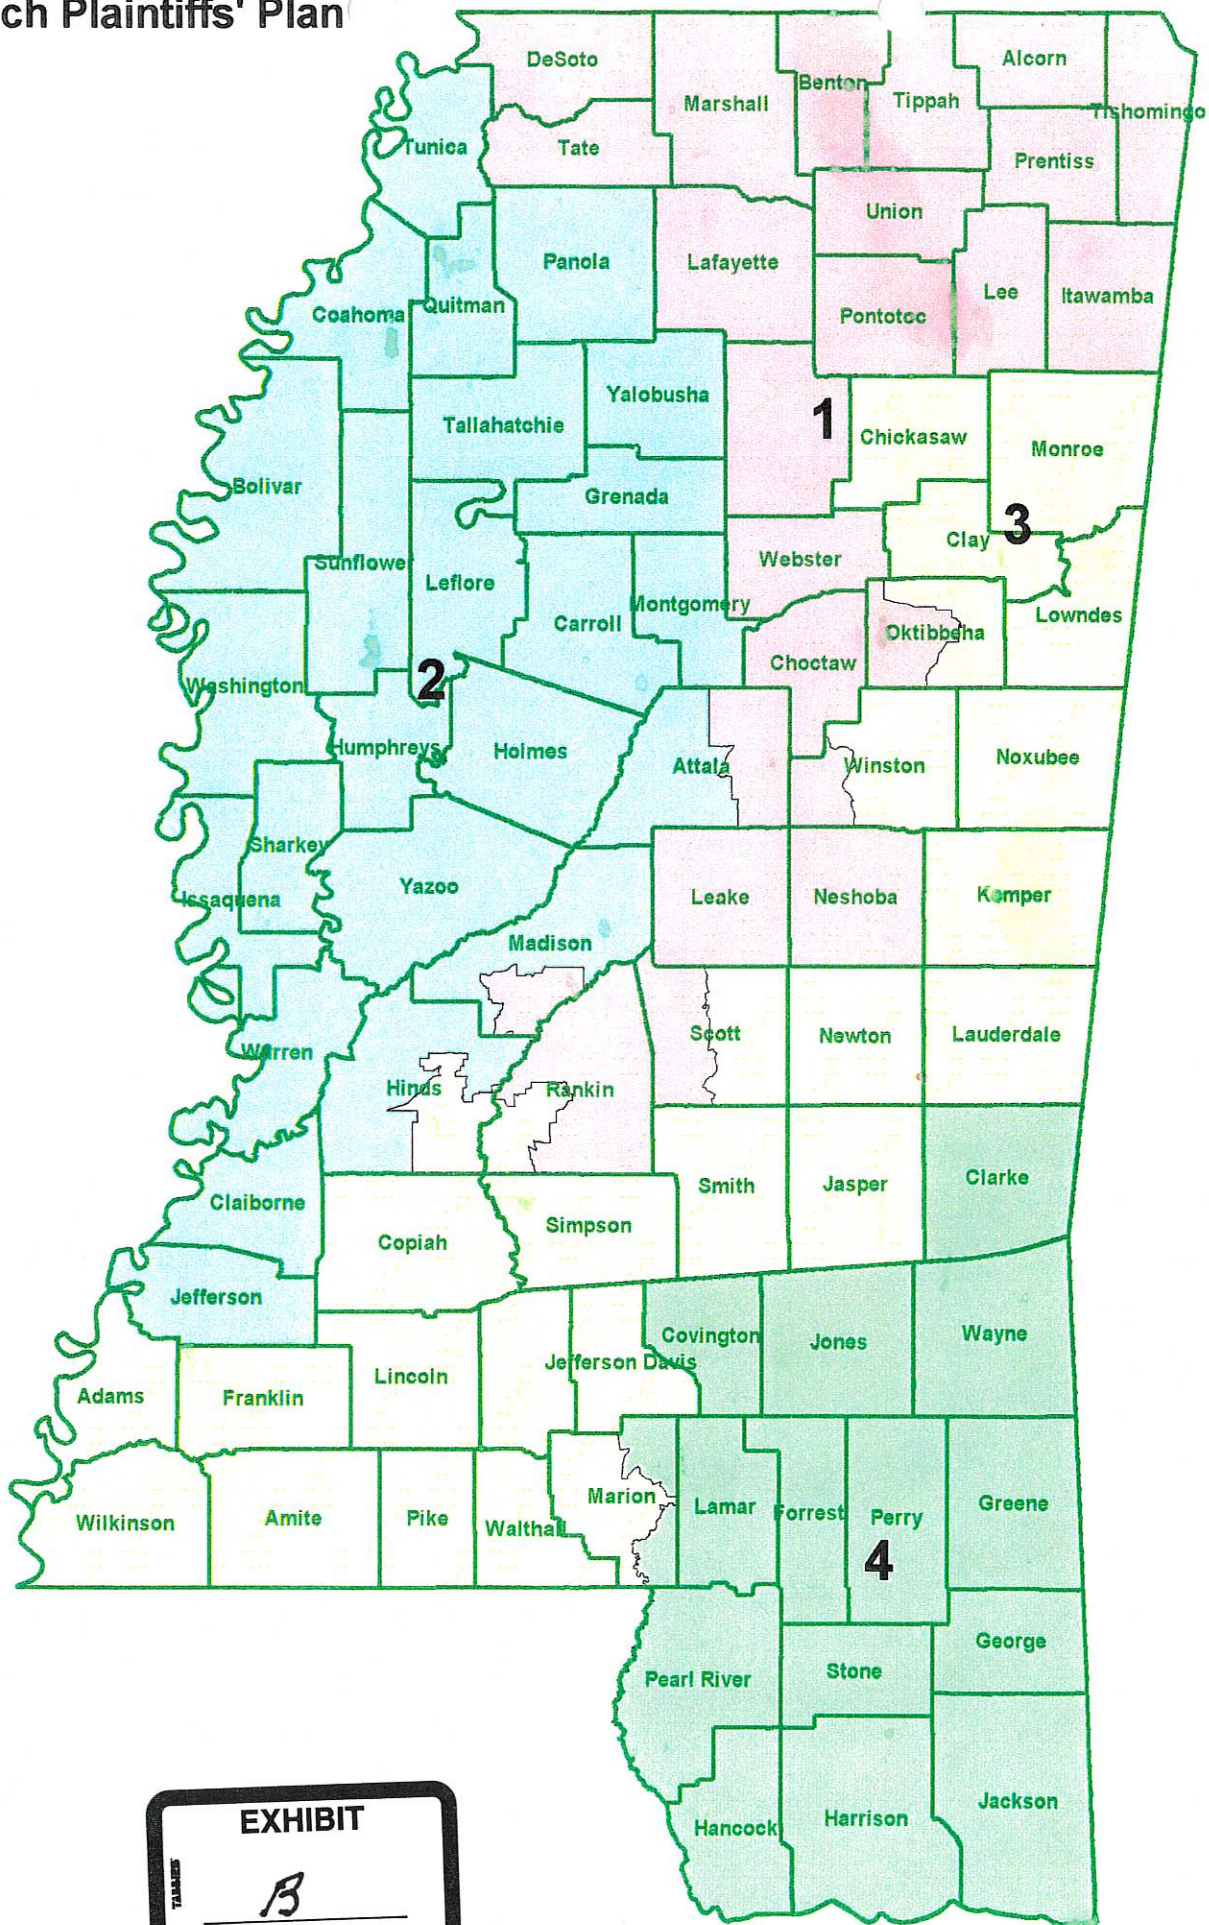 ch Plaintiffs' Plan
DeSoto
Alcorn
Benton
Marshall
Tippah
Tishomingo
Tunica
Tate
Prentiss
Union
Panola
Lafayette
Lee
Itawamba
Quitman
Coahoma
Pontotoc
Yalobusha
1
Tallahatchie
Chickasaw
Monroe
Bolivar
Grenada
3
Clay
Webster
Sunflowe
Leflore
Montgomery
Carroll
Lowndes
Oktibbeha
Choctaw
2
Washington
Humphreys
Holmes
Attala
Winston
Noxubee
Sharkey
Yazoo
Leake
Neshoba
Kemper
Issaquena
Madison
Scott
Newton
Lauderdale
Warren
Hinds
Rankin
Clarke
Smith
Jasper
Claiborne
Simpson
Copiah
Jefferson
Covington
Jones
Wayne
Jefferson Davis
Lincoln
Adams
Franklin
Marion
Lamar
Forrest
Perry
Greene
Wilkinson
Amite
Pike
Walthall
4
George
Pearl River
Stone
Jackson
Hancock
Harrison
EXHIBIT
B